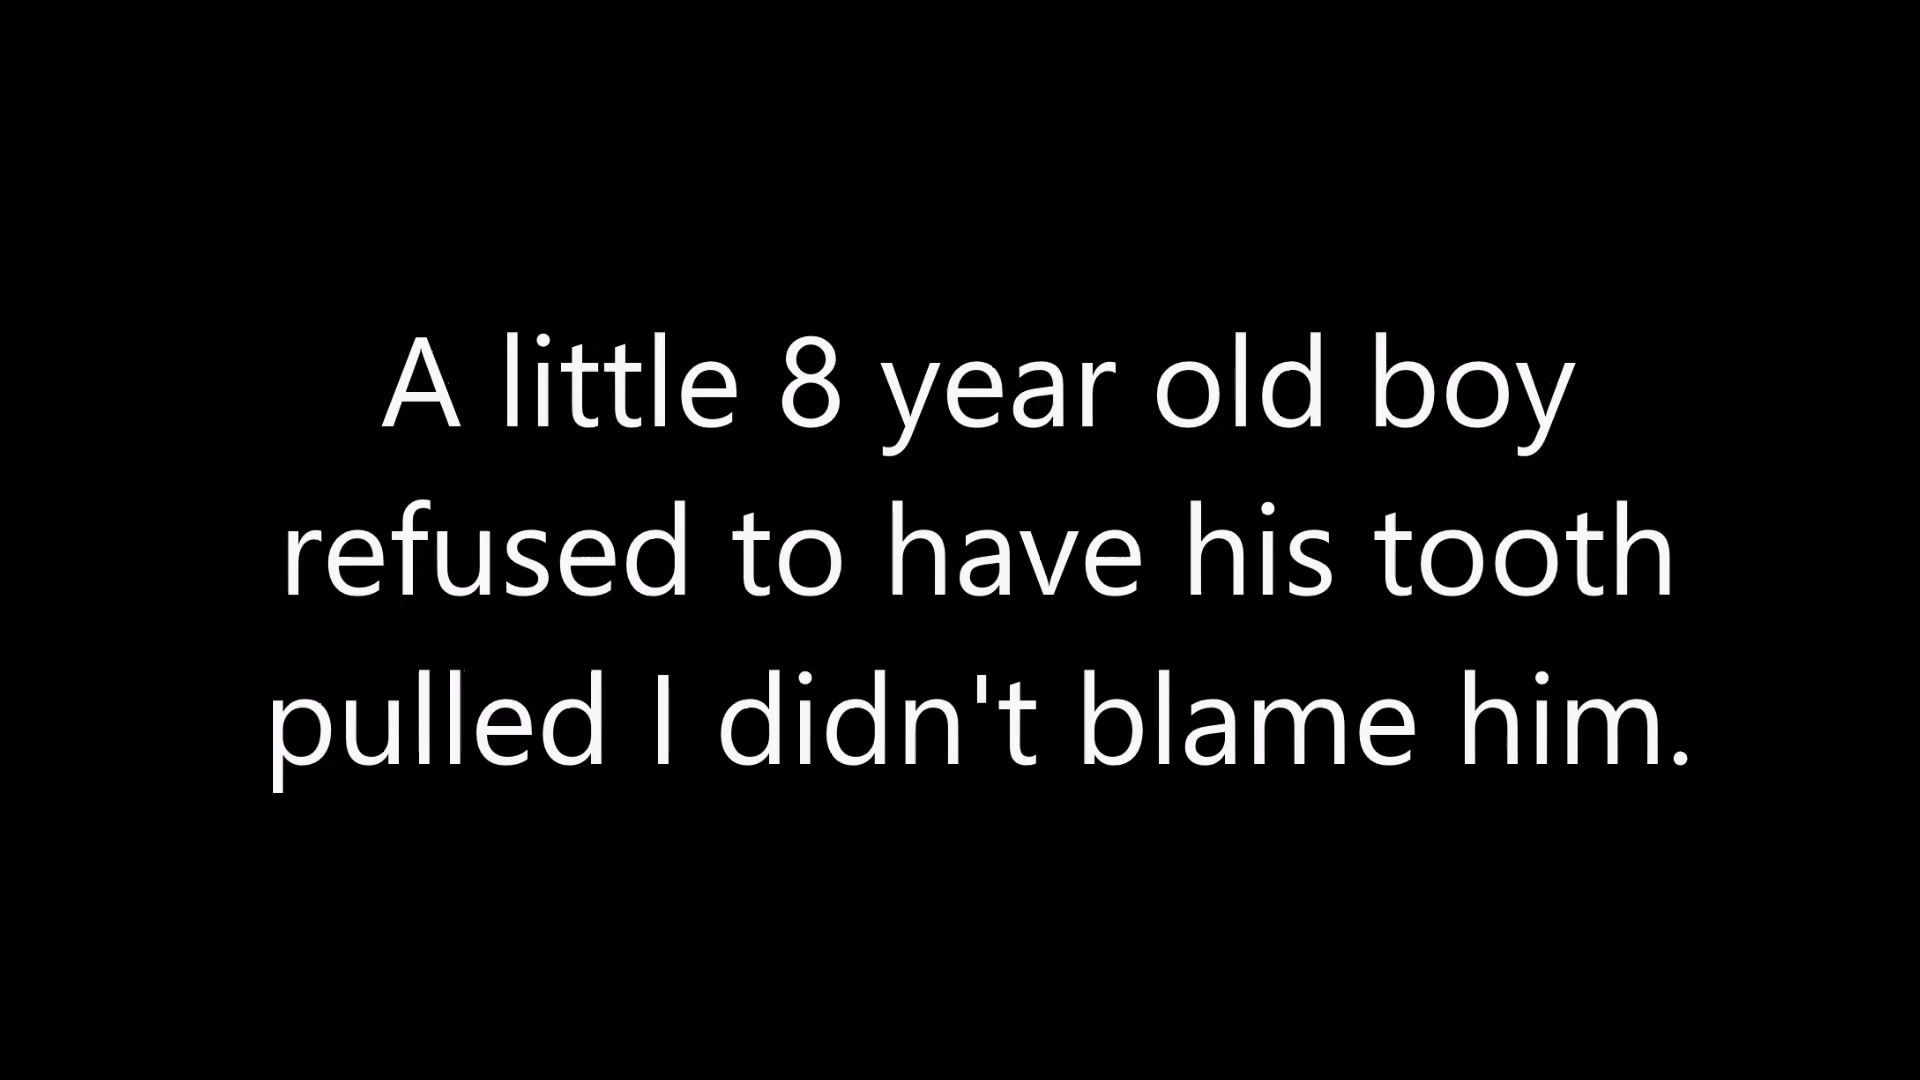 A little 8 year old boy
refused to have his tooth
pulled I didn't blame him.